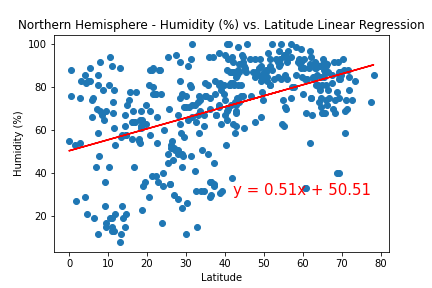 Northern Hemisphere - Humidity (%) vs. Latitude Linear Regression
100
80
60
40
20
Humidity (%)
y = 0.51x + 50.51
0 10 20 30 40 50 60 70 80
Latitude